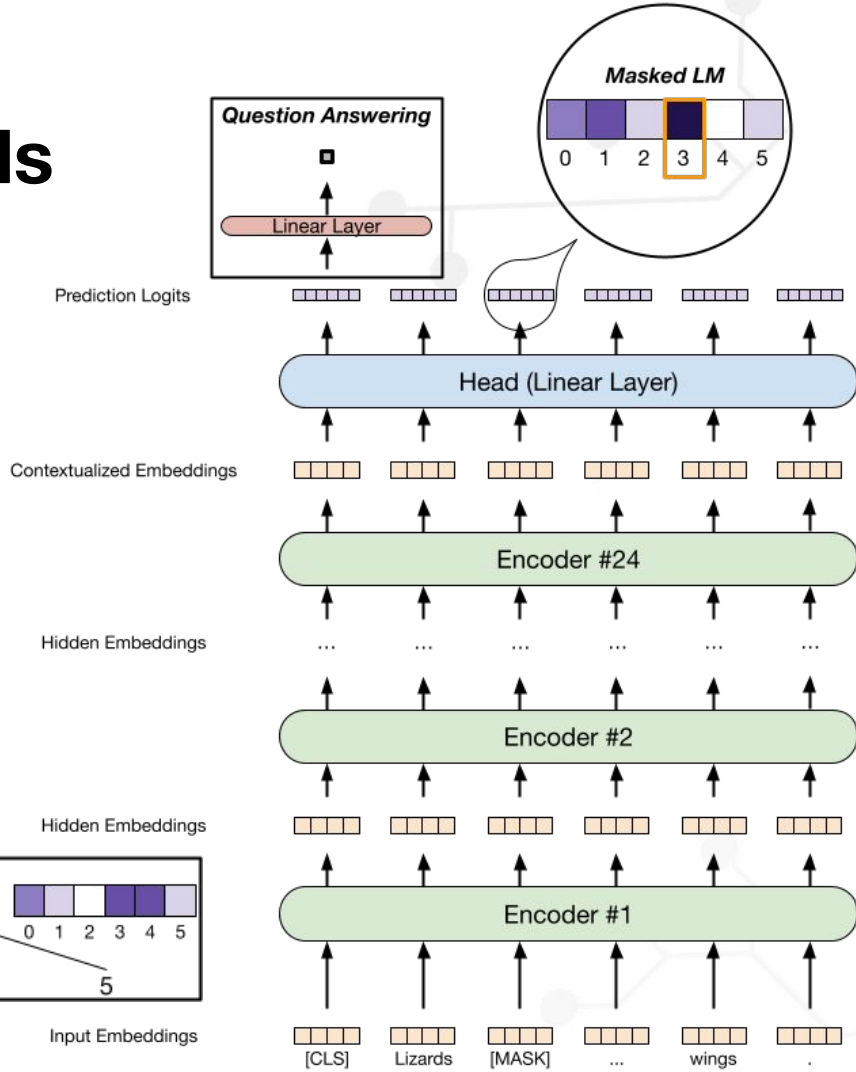 ls
Question Answering
Linear Layer
Masked LM
0 1 2 3 4 5
Prediction Logits
Head (Linear Layer)
Contextualized Embeddings
Encoder #24
Hidden Embeddings
... ... ... ... ... ...
Encoder #2
Hidden Embeddings
Encoder #1
0 1 2 3 4 5
5
Input Embeddings
[CLS] Lizards [MASK] ... wings .